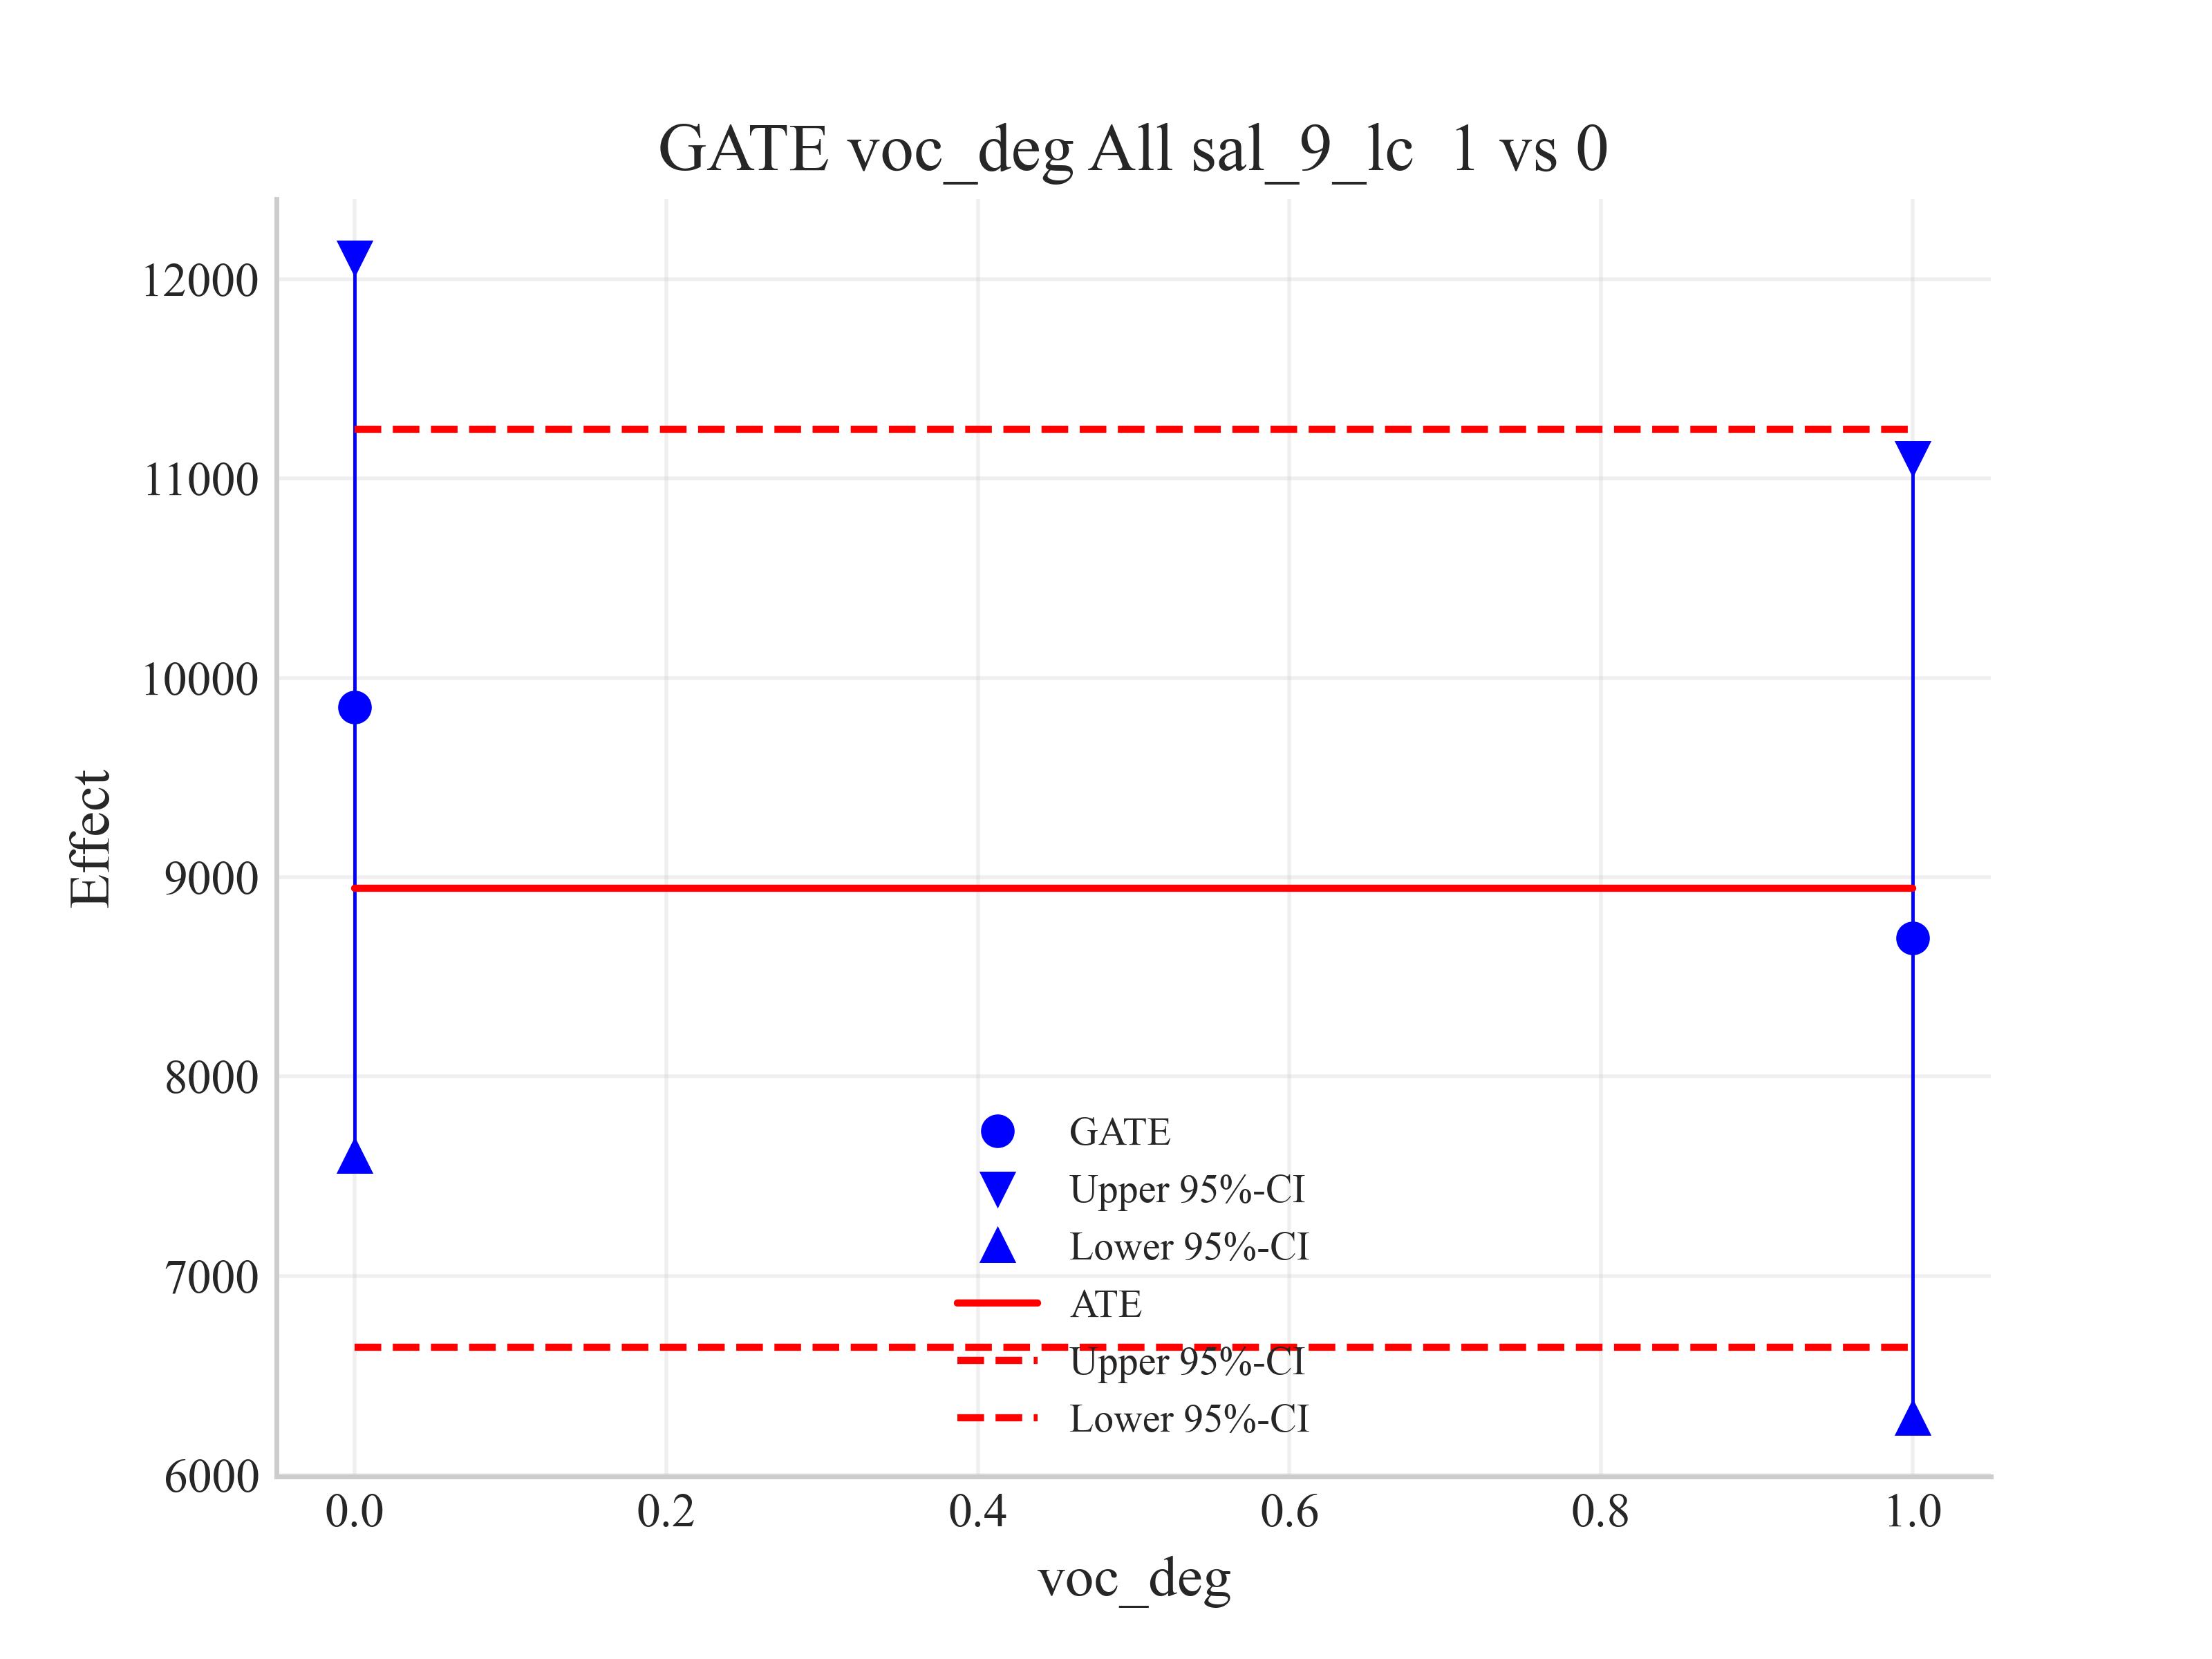 GATE voc_deg All sal_9_lc  1 vs 0
Effect
12000
11000
10000
9000
8000
7000
6000
GATE
Upper 95%-CI
Lower 95%-CI
ATE
Upper 95%-CI
Lower 95%-CI
0.0 0.2 0.4 0.6 0.8 1.0
voc_deg